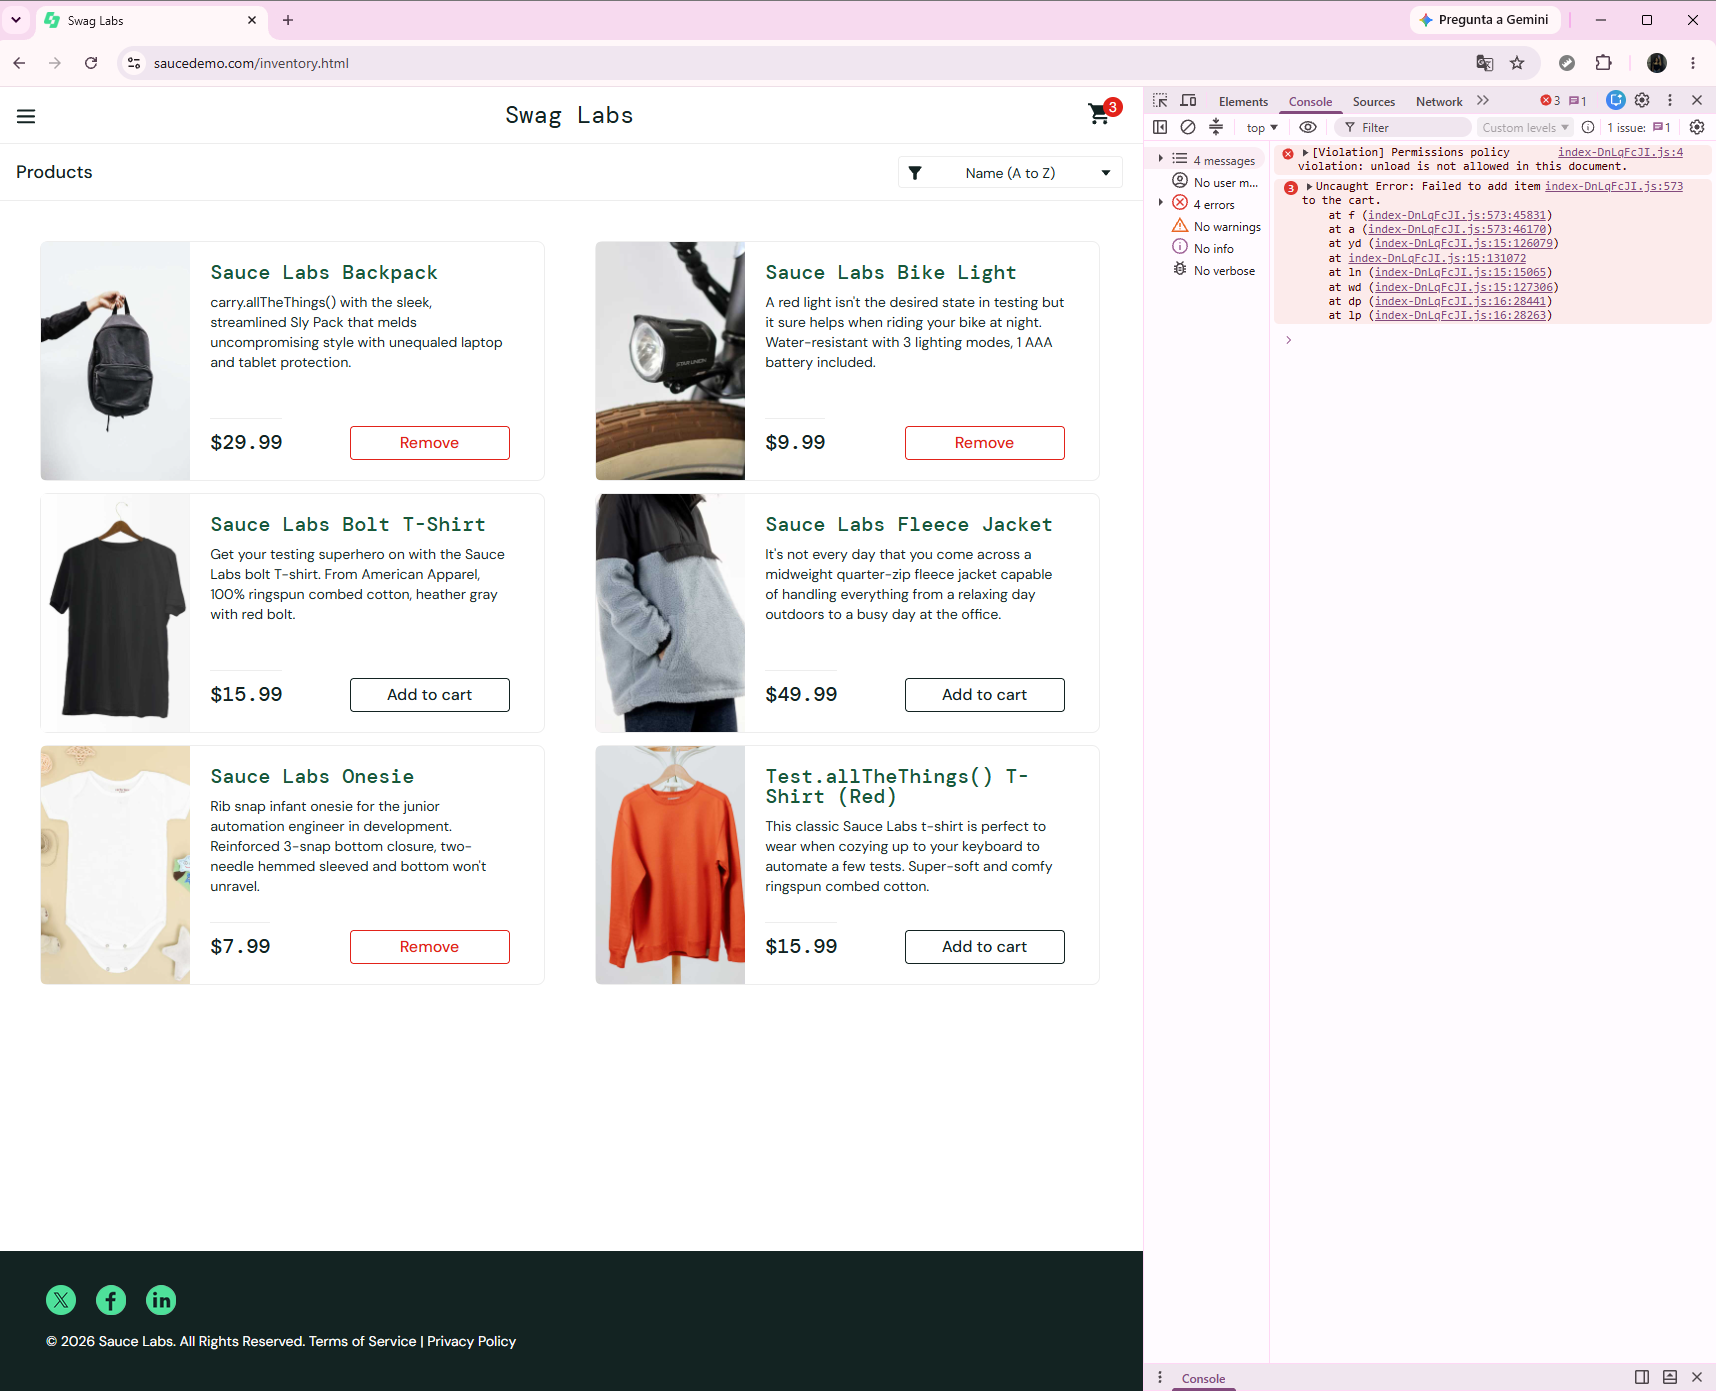 Swag Labs
Pregunta a Gemini
saucedemo.com/inventory.html
Swag Labs
3
Products
Name (A to Z)
Sauce Labs Backpack
carry.allTheThings() with the sleek,
streamlined Sly Pack that melds
uncompromising style with unequaled laptop
and tablet protection.
$29.99
Remove
Sauce Labs Bike Light
A red light isn't the desired state in testing but
it sure helps when riding your bike at night.
Water-resistant with 3 lighting modes, 1 AAA
battery included.
$9.99
Remove
Sauce Labs Bolt T-Shirt
Get your testing superhero on with the Sauce
Labs bolt T-shirt. From American Apparel,
100% ringspun combed cotton, heather gray
with red bolt.
$15.99
Add to cart
Sauce Labs Fleece Jacket
It's not every day that you come across a
midweight quarter-zip fleece jacket capable
of handling everything from a relaxing day
outdoors to a busy day at the office.
$49.99
Add to cart
Sauce Labs Onesie
Rib snap infant onesie for the junior
automation engineer in development.
Reinforced 3-snap bottom closure, two-
needle hemmed sleeved and bottom won't
unravel.
$7.99
Remove
Test.allTheThings() T-
Shirt (Red)
This classic Sauce Labs t-shirt is perfect to
wear when cozying up to your keyboard to
automate a few tests. Super-soft and comfy
ringspun combed cotton.
$15.99
Add to cart
© 2026 Sauce Labs. All Rights Reserved. Terms of Service | Privacy Policy
Elements Console Sources Network 3 1
top Filter Custom levels 1 issue: 1
4 messages
No user m...
4 errors
No warnings
No info
No verbose
[Violation] Permissions policy index-DnLqFcJI.js:4
violation: unload is not allowed in this document.
3 Uncaught Error: Failed to add item index-DnLqFcJI.js:573
to the cart.
at f (index-DnLqFcJI.js:573:45831)
at a (index-DnLqFcJI.js:573:46170)
at yd (index-DnLqFcJI.js:15:126079)
at index-DnLqFcJI.js:15:131072
at ln (index-DnLqFcJI.js:15:15065)
at wd (index-DnLqFcJI.js:15:127306)
at dp (index-DnLqFcJI.js:16:28441)
at lp (index-DnLqFcJI.js:16:28263)
Console